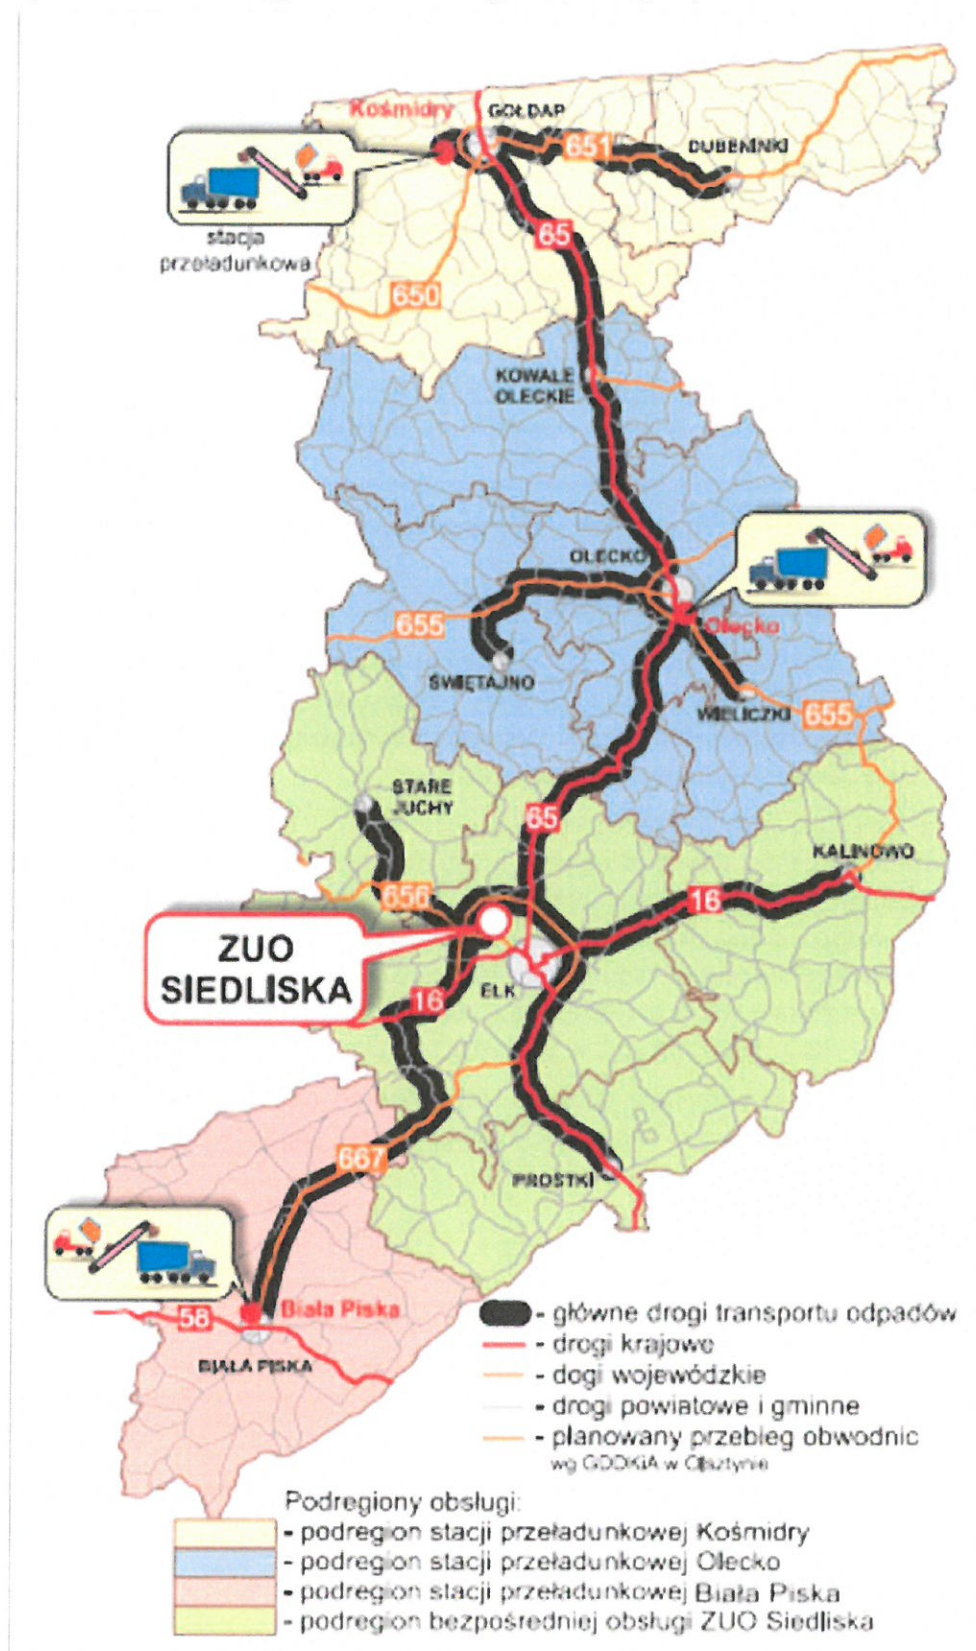 Kośmidry
GOŁDAP
651
DUBENINKI
stacja
przeładunkowa
65
650
KOWALE
OLECKIE
OLECKO
Olecko
655
ŚWIĘTAJNO
WIELICZKI
655
STARE
JUCHY
65
KALINOWO
656
16
ZUO
SIEDLISKA
EŁK
16
667
PROSTKI
Biała Piska
58
BIAŁA PISKA
- główne drogi transportu odpadów
- drogi krajowe
- dogi wojewódzkie
- drogi powiatowe i gminne
- planowany przebieg obwodnic
wg GDDKiA w Olsztynie
Podregiony obsługi:
- podregion stacji przeładunkowej Kośmidry
- podregion stacji przeładunkowej Olecko
- podregion stacji przeładunkowej Biała Piska
- podregion bezpośredniej obsługi ZUO Siedliska